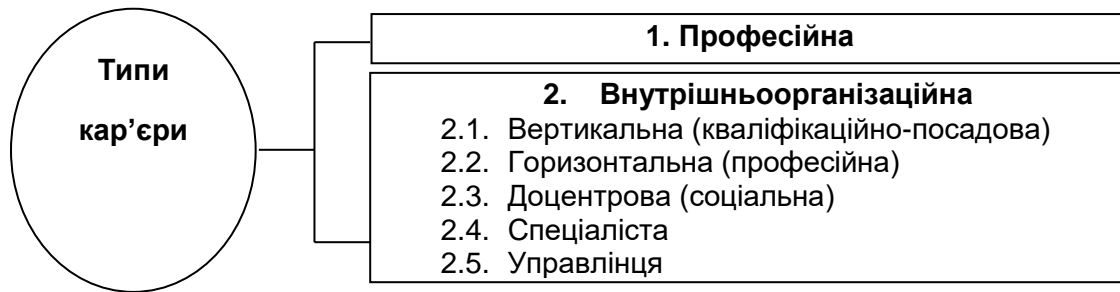 Типи
кар’єри
1. Професійна
2. Внутрішньоорганізаційна
2.1. Вертикальна (кваліфікаційно-посадова)
2.2. Горизонтальна (професійна)
2.3. Доцентрова (соціальна)
2.4. Спеціаліста
2.5. Управлінця